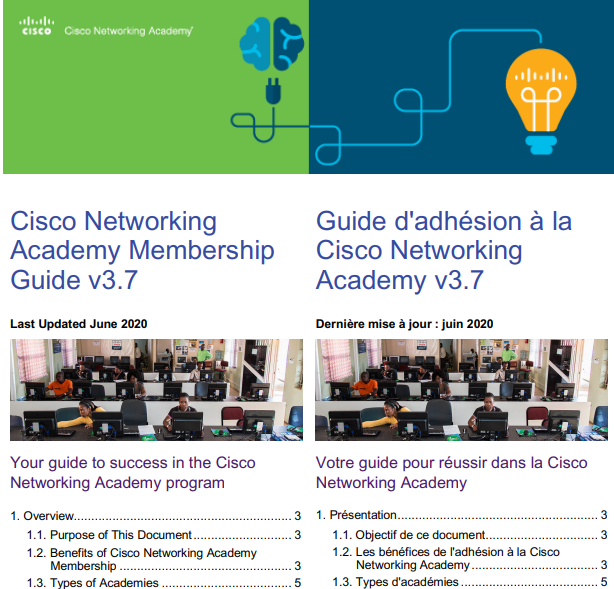 CISCO Cisco Networking Academy
Cisco Networking
Academy Membership
Guide v3.7
Last Updated June 2020
Your guide to success in the Cisco
Networking Academy program
1. Overview 3
1.1. Purpose of This Document 3
1.2. Benefits of Cisco Networking Academy
Membership 3
1.3. Types of Academies 5
Guide d'adhésion à la
Cisco Networking
Academy v3.7
Dernière mise à jour : juin 2020
Votre guide pour réussir dans la Cisco
Networking Academy
1. Présentation 3
1.1. Objectif de ce document 3
1.2. Les bénéfices de l'adhésion à la Cisco
Networking Academy 3
1.3. Types d'académies 5